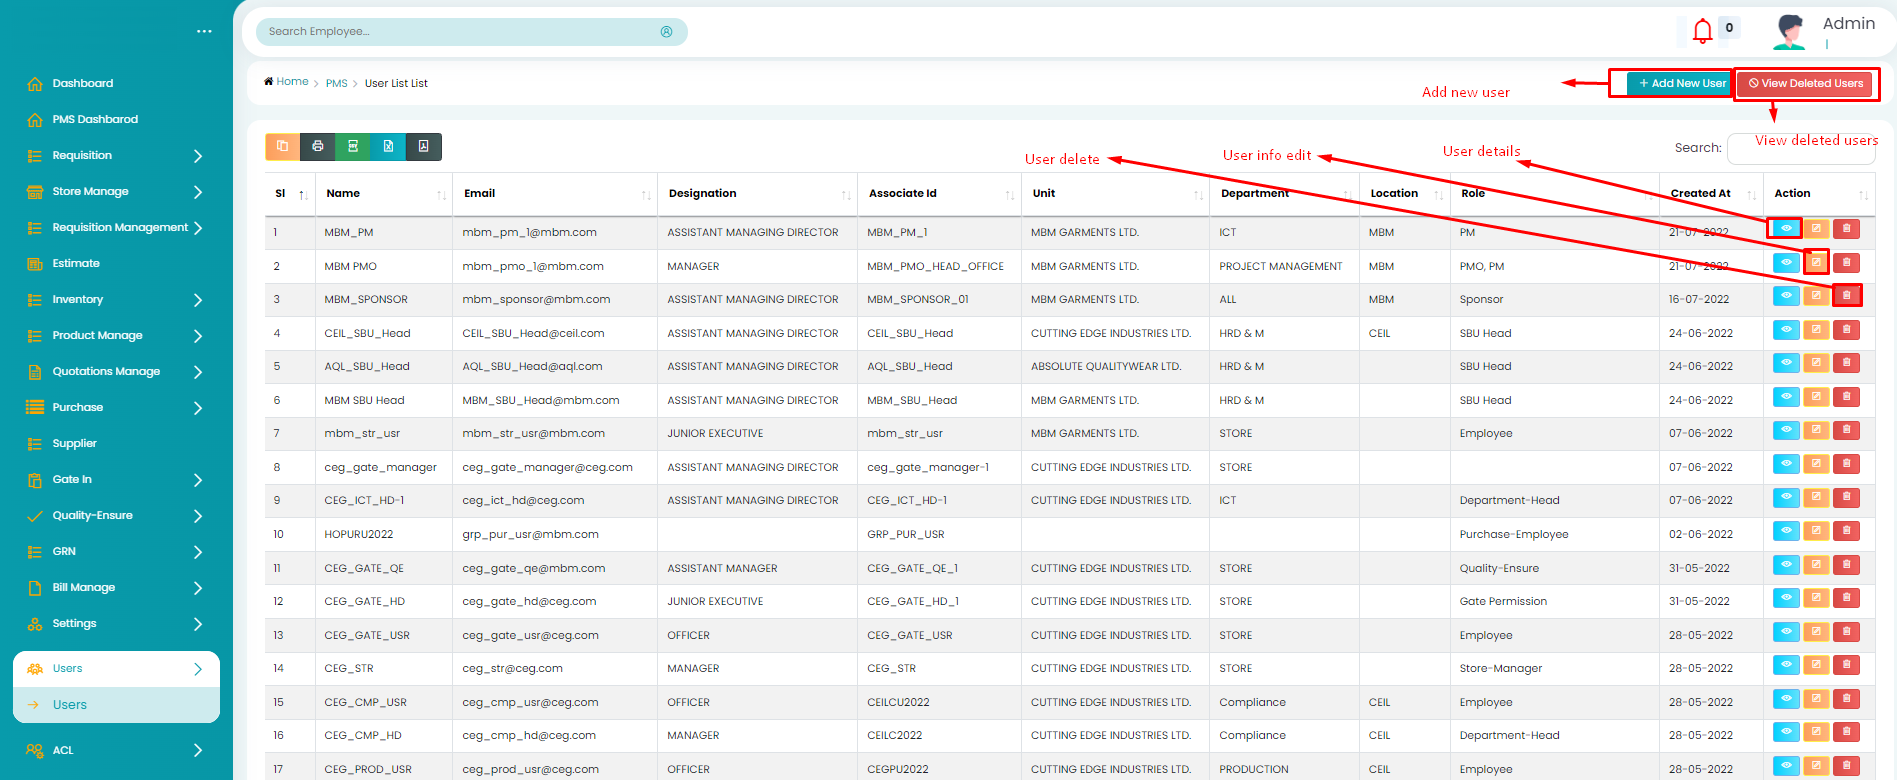 ...
Search Employee...
0
Admin
Dashboard
PMS Dashbarod
Requisition
Store Manage
Requisition Management
Estimate
Inventory
Product Manage
Quotations Manage
Purchase
Supplier
Gate In
Quality-Ensure
GRN
Bill Manage
Settings
Users
Users
ACL
Home > PMS > User List List
Add new user
+ Add New User
View Deleted Users
View deleted users
Search:
User delete
User info edit
User details
Sl Name Email Designation Associate Id Unit Department Location Role Created At Action
1 MBM_PM mbm_pm_1@mbm.com ASSISTANT MANAGING DIRECTOR MBM_PM_1 MBM GARMENTS LTD. ICT MBM PM 21-07-2022
2 MBM PMO mbm_pmo_1@mbm.com MANAGER MBM_PMO_HEAD_OFFICE MBM GARMENTS LTD. PROJECT MANAGEMENT MBM PMO, PM 21-07-2022
3 MBM_SPONSOR mbm_sponsor@mbm.com ASSISTANT MANAGING DIRECTOR MBM_SPONSOR_01 MBM GARMENTS LTD. ALL MBM Sponsor 16-07-2022
4 CEIL_SBU_Head CEIL_SBU_Head@ceil.com ASSISTANT MANAGING DIRECTOR CEIL_SBU_Head CUTTING EDGE INDUSTRIES LTD. HRD & M CEIL SBU Head 24-06-2022
5 AQL_SBU_Head AQL_SBU_Head@aql.com ASSISTANT MANAGING DIRECTOR AQL_SBU_Head ABSOLUTE QUALITYWEAR LTD. HRD & M SBU Head 24-06-2022
6 MBM SBU Head MBM_SBU_Head@mbm.com ASSISTANT MANAGING DIRECTOR MBM_SBU_Head MBM GARMENTS LTD. HRD & M SBU Head 24-06-2022
7 mbm_str_usr mbm_str_usr@mbm.com JUNIOR EXECUTIVE mbm_str_usr MBM GARMENTS LTD. STORE Employee 07-06-2022
8 ceg_gate_manager ceg_gate_manager@ceg.com ASSISTANT MANAGING DIRECTOR ceg_gate_manager-1 CUTTING EDGE INDUSTRIES LTD. STORE 07-06-2022
9 CEG_ICT_HD-1 ceg_ict_hd@ceg.com ASSISTANT MANAGING DIRECTOR CEG_ICT_HD-1 CUTTING EDGE INDUSTRIES LTD. ICT Department-Head 07-06-2022
10 HOPURU2022 grp_pur_usr@mbm.com GRP_PUR_USR Purchase-Employee 02-06-2022
11 CEG_GATE_QE ceg_gate_qe@mbm.com ASSISTANT MANAGER CEG_GATE_QE_1 CUTTING EDGE INDUSTRIES LTD. STORE Quality-Ensure 31-05-2022
12 CEG_GATE_HD ceg_gate_hd@ceg.com JUNIOR EXECUTIVE CEG_GATE_HD_1 CUTTING EDGE INDUSTRIES LTD. STORE Gate Permission 31-05-2022
13 CEG_GATE_USR ceg_gate_usr@ceg.com OFFICER CEG_GATE_USR CUTTING EDGE INDUSTRIES LTD. STORE Employee 28-05-2022
14 CEG_STR ceg_str@ceg.com MANAGER CEG_STR CUTTING EDGE INDUSTRIES LTD. STORE Store-Manager 28-05-2022
15 CEG_CMP_USR ceg_cmp_usr@ceg.com OFFICER CEILCU2022 CUTTING EDGE INDUSTRIES LTD. Compliance CEIL Employee 28-05-2022
16 CEG_CMP_HD ceg_cmp_hd@ceg.com MANAGER CEILC2022 CUTTING EDGE INDUSTRIES LTD. Compliance CEIL Department-Head 28-05-2022
17 CEG_PROD_USR ceg_prod_usr@ceg.com OFFICER CEGPU2022 CUTTING EDGE INDUSTRIES LTD. PRODUCTION CEIL Employee 28-05-2022